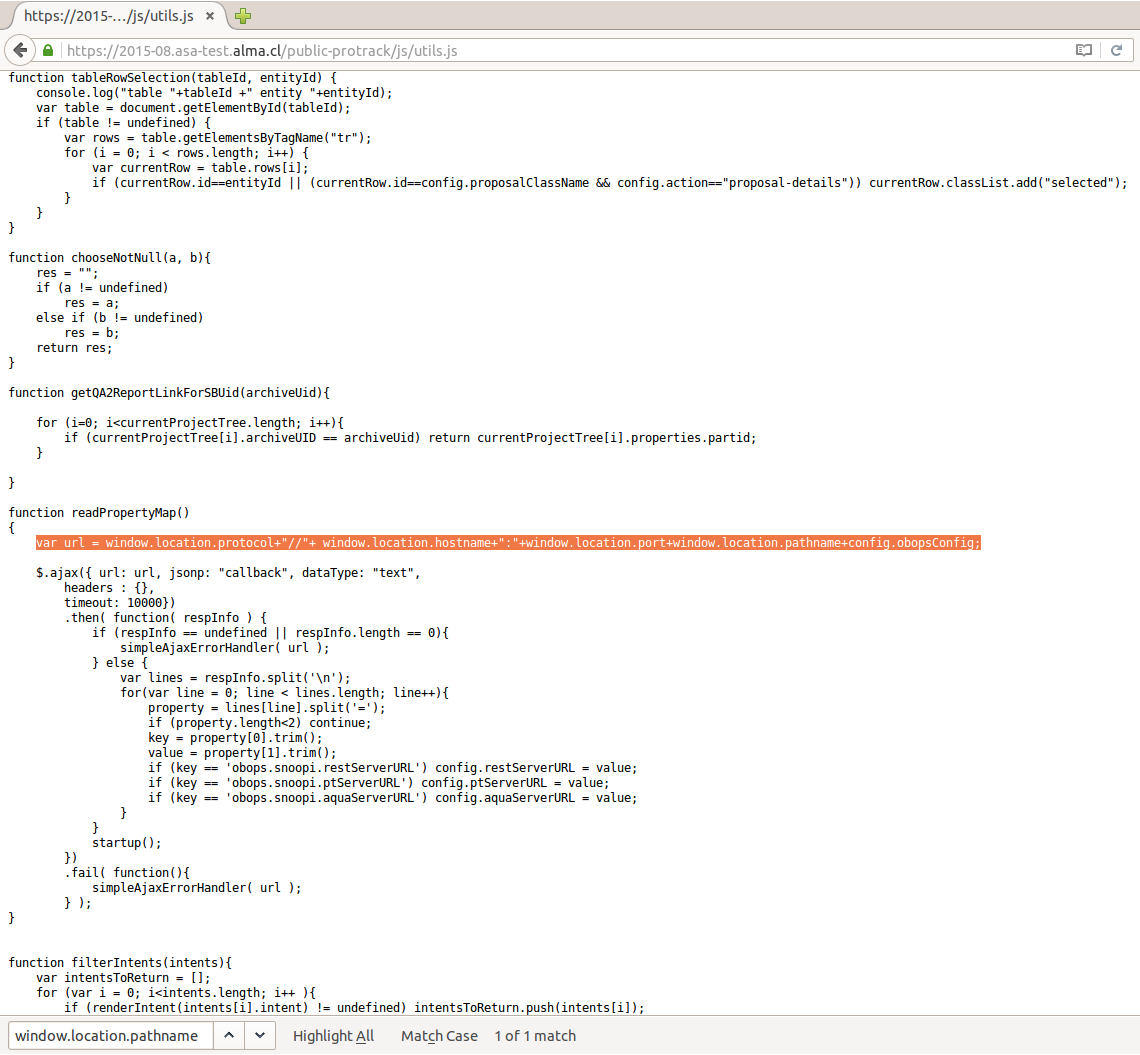 https://2015-.../js/utils.js
https://2015-08.asa-test.alma.cl/public-protrack/js/utils.js
function tableRowSelection(tableId, entityId) {
    console.log("table "+tableId +" entity "+entityId);
    var table = document.getElementById(tableId);
    if (table != undefined) {
        var rows = table.getElementsByTagName("tr");
        for (i = 0; i < rows.length; i++) {
            var currentRow = table.rows[i];
            if (currentRow.id==entityId || (currentRow.id==config.proposalClassName && config.action=="proposal-details")) currentRow.classList.add("selected");
        }
    }
}
function chooseNotNull(a, b){
    res = "";
    if (a != undefined)
        res = a;
    else if (b != undefined)
        res = b;
    return res;
}
function getQA2ReportLinkForSBUid(archiveUid){
    for (i=0; i<currentProjectTree.length; i++){
        if (currentProjectTree[i].archiveUID == archiveUid) return currentProjectTree[i].properties.partid;
    }
}
function readPropertyMap()
{
    var url = window.location.protocol+"//"+ window.location.hostname+":"+window.location.port+window.location.pathname+config.obopsConfig;
    $.ajax({ url: url, jsonp: "callback", dataType: "text",
        headers : {},
        timeout: 10000})
        .then( function( respInfo ) {
            if (respInfo == undefined || respInfo.length == 0){
                simpleAjaxErrorHandler( url );
            } else {
                var lines = respInfo.split('\n');
                for(var line = 0; line < lines.length; line++){
                    property = lines[line].split('=');
                    if (property.length<2) continue;
                    key = property[0].trim();
                    value = property[1].trim();
                    if (key == 'obops.snoopi.restServerURL') config.restServerURL = value;
                    if (key == 'obops.snoopi.ptServerURL') config.ptServerURL = value;
                    if (key == 'obops.snoopi.aquaServerURL') config.aquaServerURL = value;
                }
            }
            startup();
        })
        .fail( function(){
            simpleAjaxErrorHandler( url );
        } );
}
function filterIntents(intents){
    var intentsToReturn = [];
    for (var i = 0; i<intents.length; i++ ){
        if (renderIntent(intents[i].intent) != undefined) intentsToReturn.push(intents[i]);
window.location.pathname Highlight All Match Case 1 of 1 match